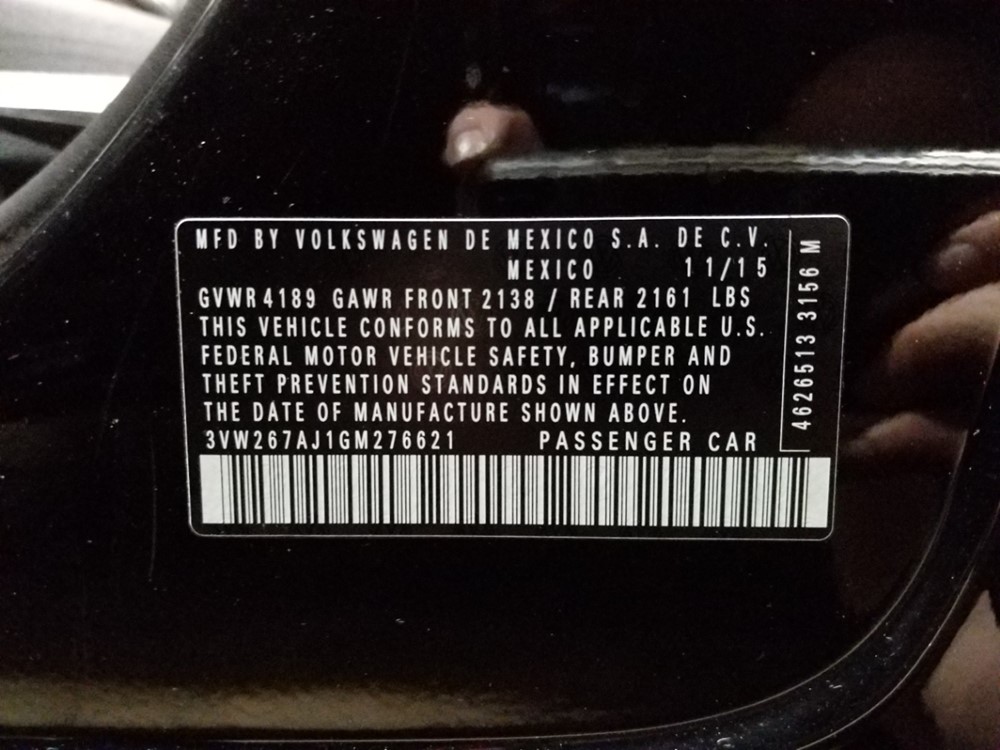 MFD BY VOLKSWAGEN DE MEXICO S.A. DE C.V.
MEXICO 11/15
GVWR 4189 GAWR FRONT 2138 / REAR 2161 LBS
THIS VEHICLE CONFORMS TO ALL APPLICABLE U.S.
FEDERAL MOTOR VEHICLE SAFETY, BUMPER AND
THEFT PREVENTION STANDARDS IN EFFECT ON
THE DATE OF MANUFACTURE SHOWN ABOVE.
3VW267AJ1GM276621 PASSENGER CAR
4626513 3156 M